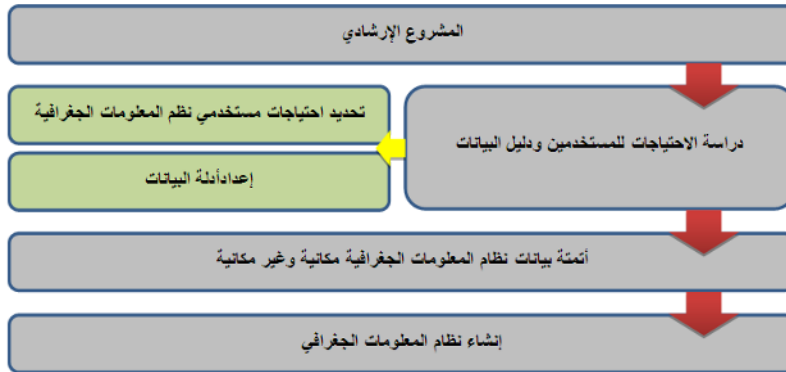 المشروع الإرشادي
دراسة الاحتياجات للمستخدمين ودليل البيانات
تحديد احتياجات مستخدمي نظم المعلومات الجغرافية
إعدادأدلة البيانات
أتمتة بيانات نظام المعلومات الجغرافية مكانية وغير مكانية
إنشاء نظام المعلومات الجغرافي